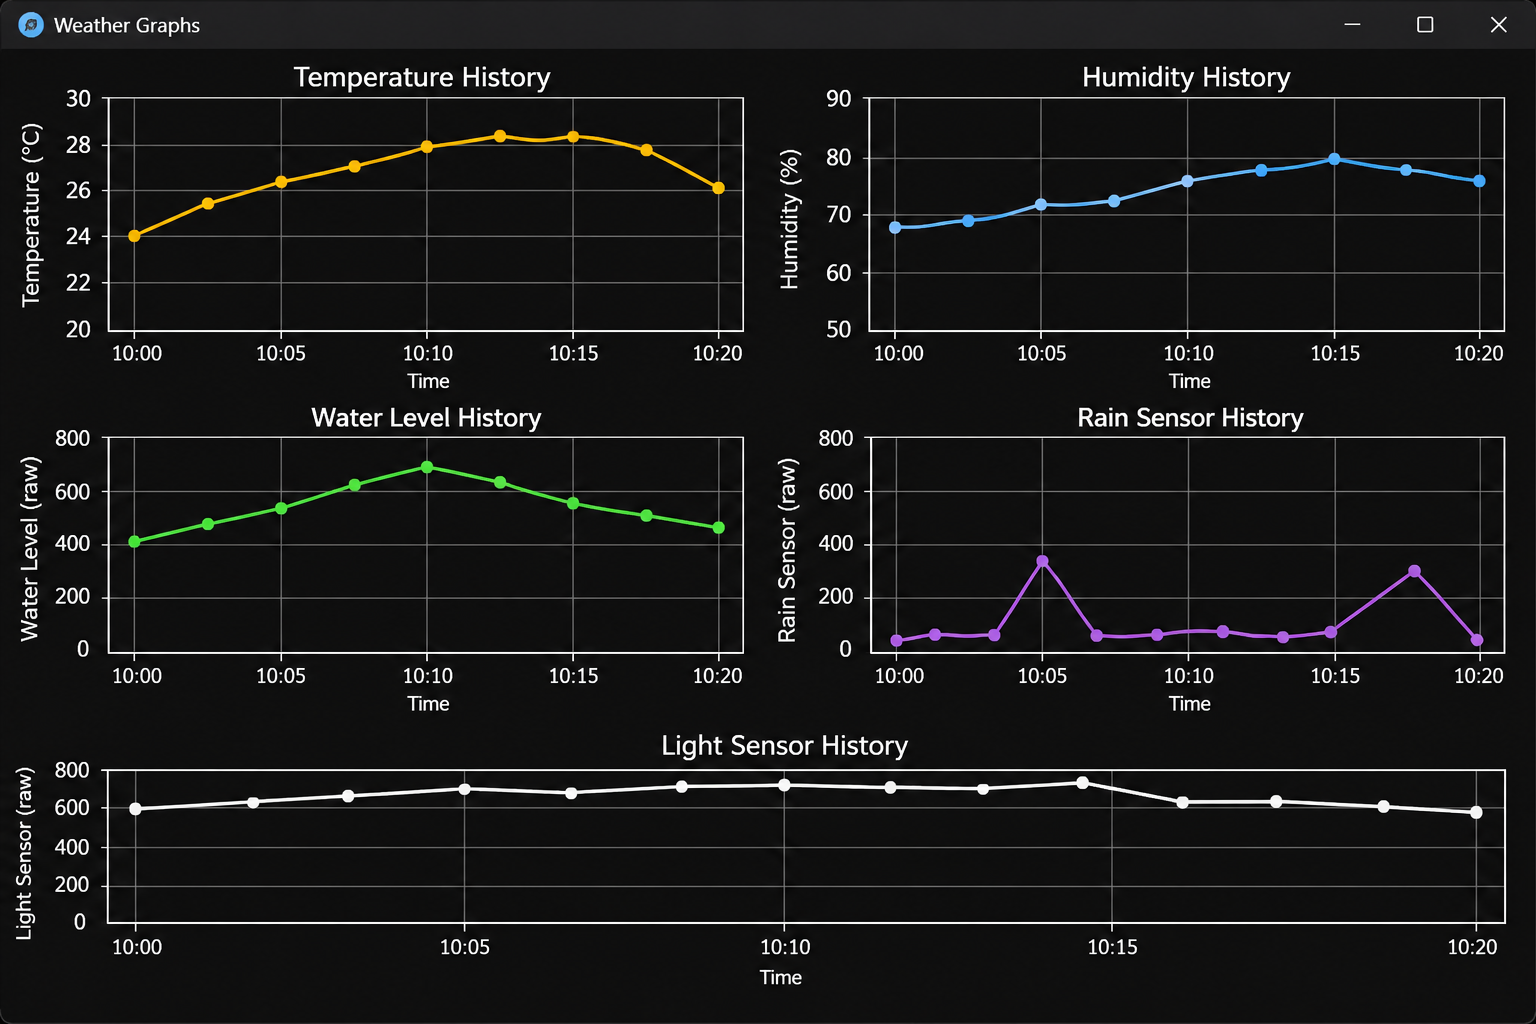 Weather Graphs
Temperature History
Temperature (°C)
30
28
26
24
22
20
10:00 10:05 10:10 10:15 10:20
Time
Humidity History
Humidity (%)
90
80
70
60
50
10:00 10:05 10:10 10:15 10:20
Time
Water Level History
Water Level (raw)
800
600
400
200
0
10:00 10:05 10:10 10:15 10:20
Time
Rain Sensor History
Rain Sensor (raw)
800
600
400
200
0
10:00 10:05 10:10 10:15 10:20
Time
Light Sensor History
Light Sensor (raw)
800
600
400
200
0
10:00 10:05 10:10 10:15 10:20
Time